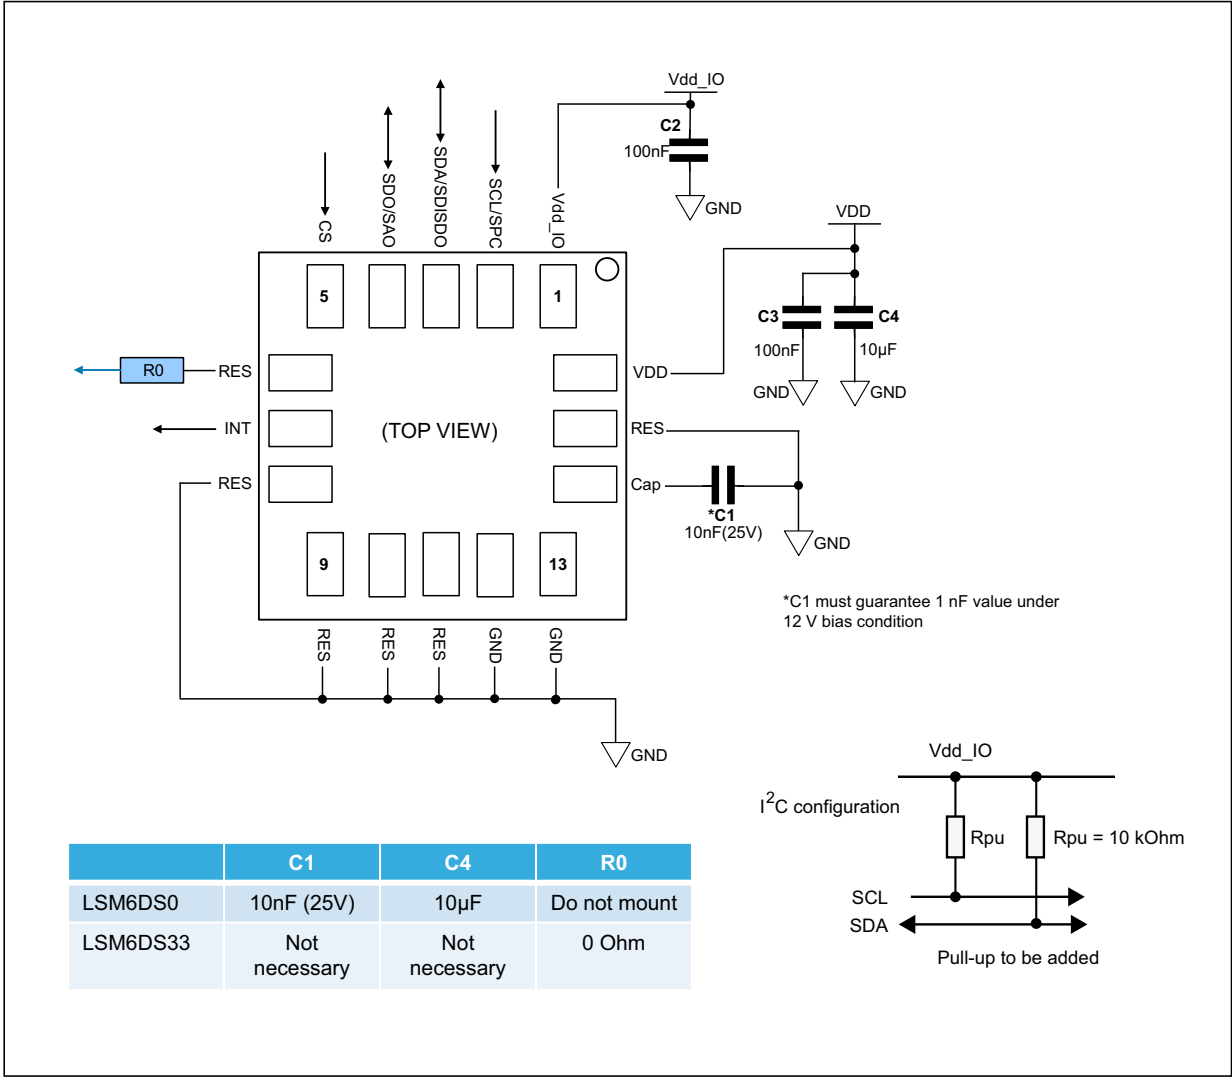 Vdd_IO
C2
100nF
GND
CS
SDO/SAO
SDA/SDISDO
SCL/SPC
Vdd_IO
VDD
C3
C4
100nF
10µF
GND
GND
5
1
R0
RES
INT
RES
(TOP VIEW)
VDD
RES
Cap
*C1
10nF(25V)
GND
9
13
RES
RES
RES
GND
GND
GND
*C1 must guarantee 1 nF value under
12 V bias condition
Vdd_IO
I2C configuration
Rpu
Rpu = 10 kOhm
SCL
SDA
Pull-up to be added
C1 C4 R0
LSM6DS0 10nF (25V) 10µF Do not mount
LSM6DS33 Not necessary Not necessary 0 Ohm